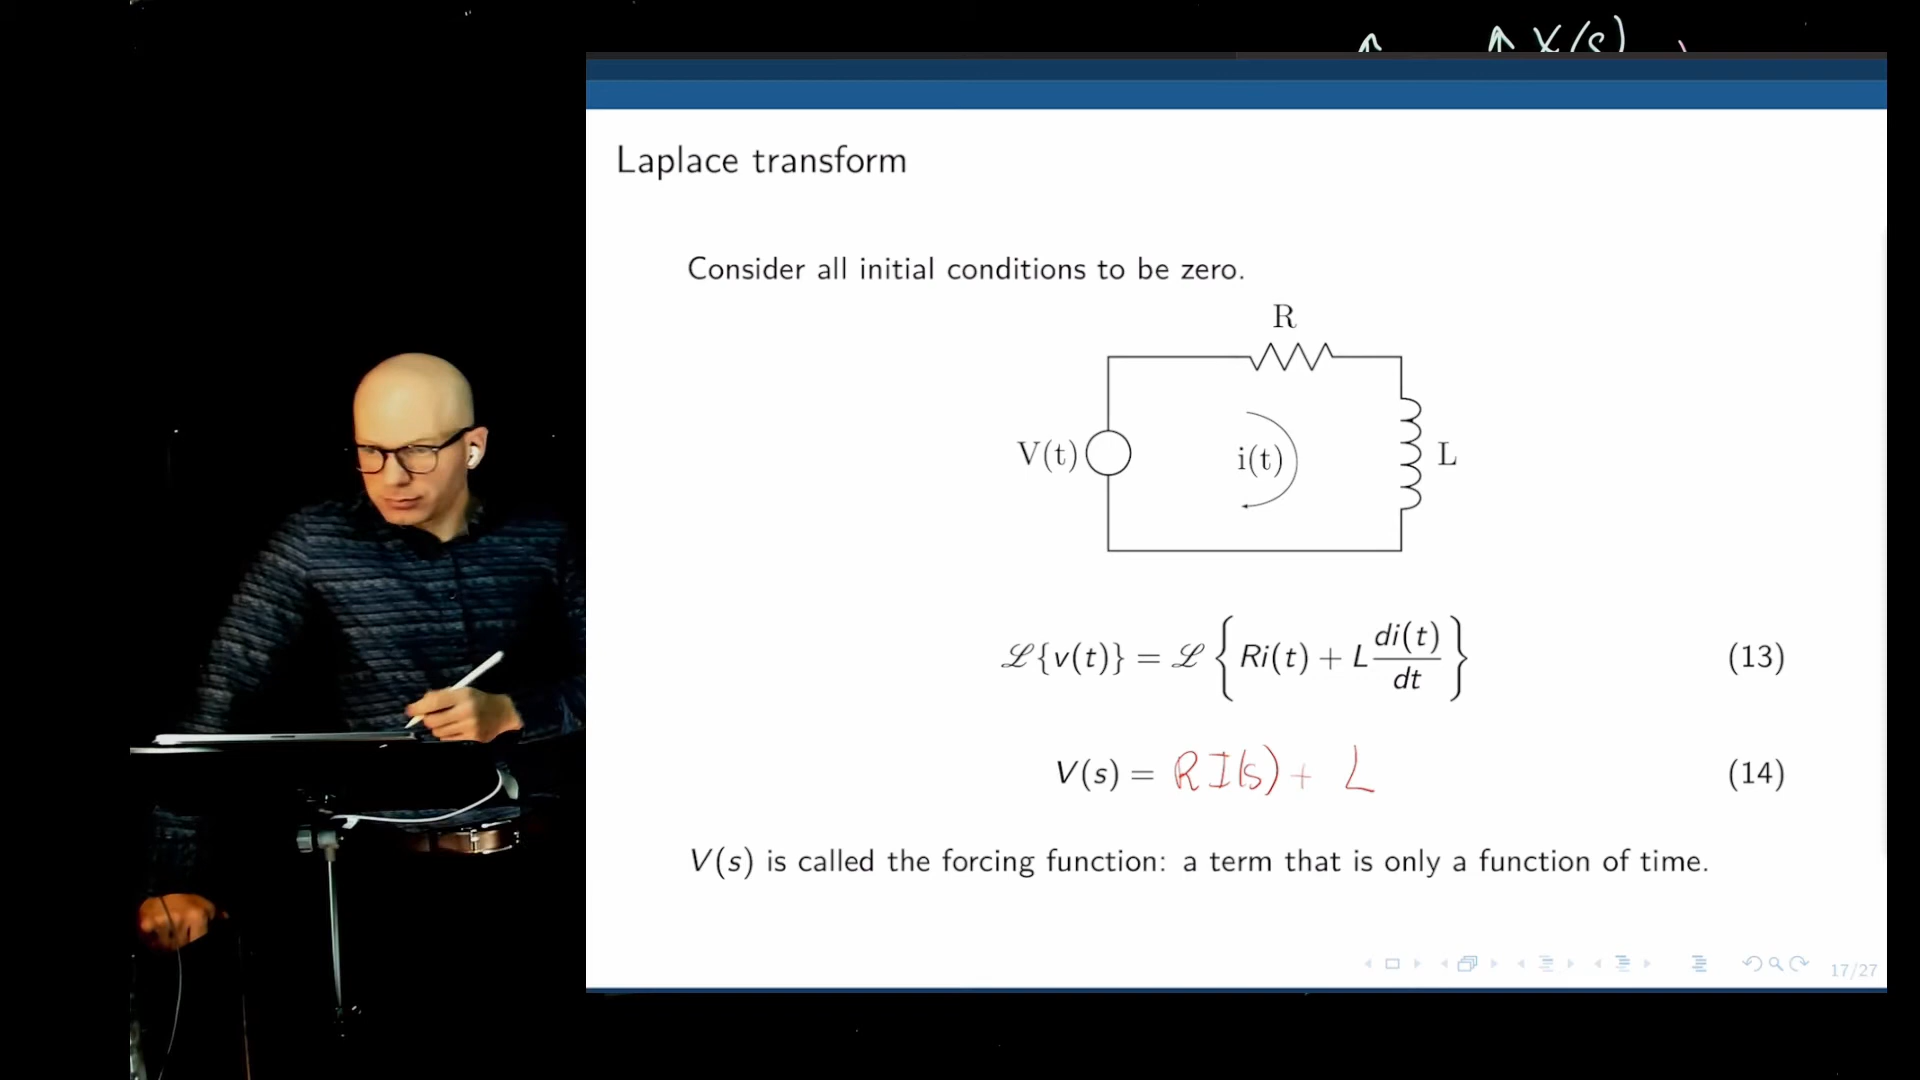 X(s)
Laplace transform
Consider all initial conditions to be zero.
R
V(t)
i(t)
L
ℒ{v(t)} = ℒ { Ri(t) + L di(t)/dt } (13)
V(s) = RI(s) + L (14)
V(s) is called the forcing function: a term that is only a function of time.
17/27